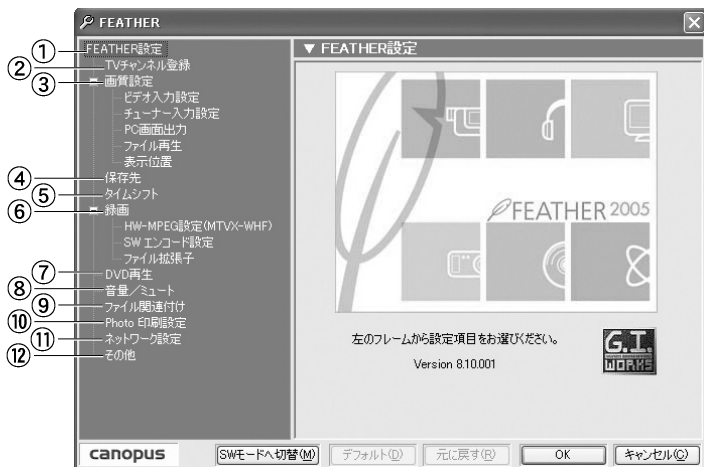 FEATHER
① FEATHER設定
② TVチャンネル登録
③ 画質設定
ビデオ入力設定
チューナー入力設定
PC画面出力
ファイル再生
表示位置
④ 保存先
⑤ タイムシフト
⑥ 録画
HW-MPEG設定(MTVX-WHF)
SW エンコード設定
ファイル拡張子
⑦ DVD再生
⑧ 音量／ミュート
⑨ ファイル関連付け
⑩ Photo 印刷設定
⑪ ネットワーク設定
⑫ その他
▼ FEATHER設定
FEATHER 2005
左のフレームから設定項目をお選びください。
Version 8.10.001
G.I.
WORKS
canopus
SWモードへ切替(M)
デフォルト(D)
元に戻す(R)
OK
キャンセル(C)